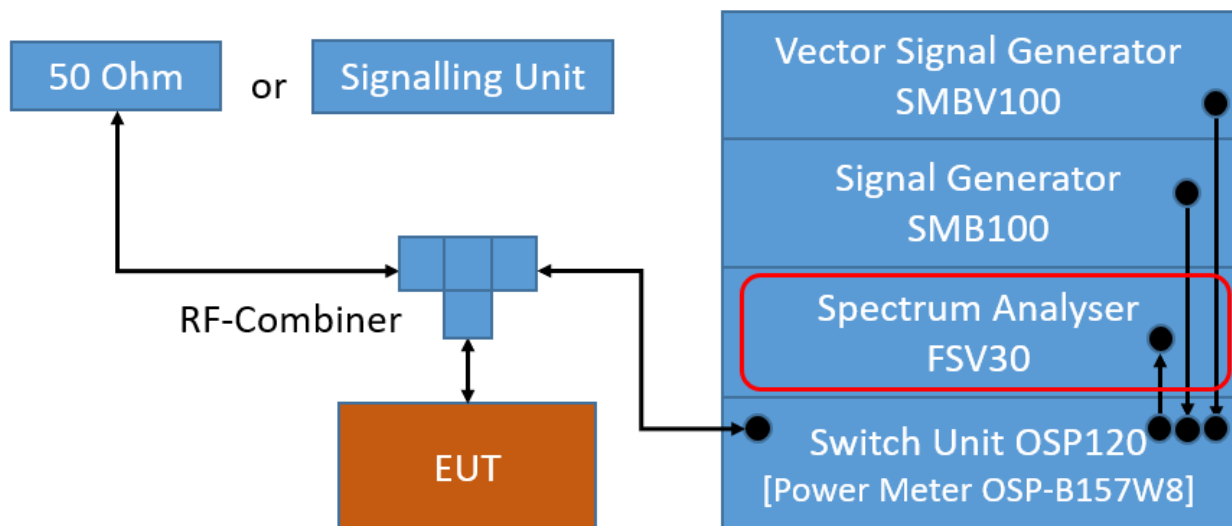 50 Ohm
or
Signalling Unit
RF-Combiner
EUT
Vector Signal Generator
SMBV100
Signal Generator
SMB100
Spectrum Analyser
FSV30
Switch Unit OSP120
[Power Meter OSP-B157W8]